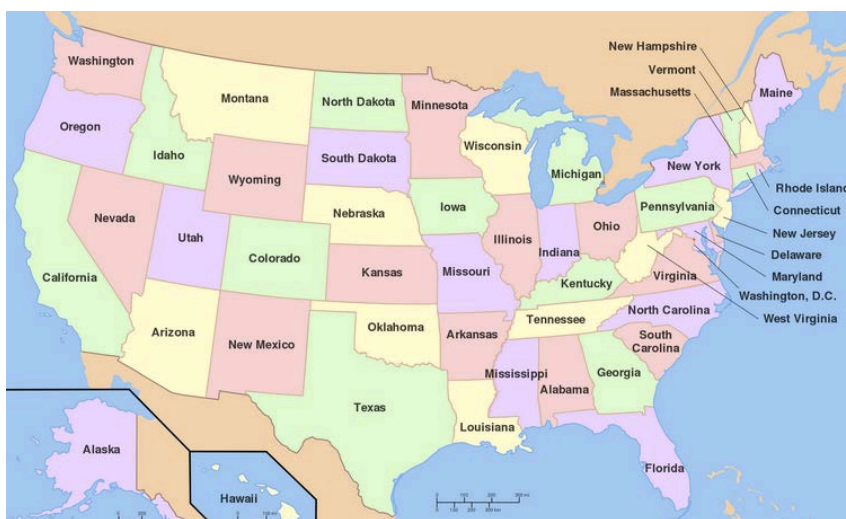 New Hampshire
Vermont
Massachusetts
Washington
Montana
North Dakota
Minnesota
Maine
Oregon
Idaho
Wisconsin
South Dakota
Michigan
New York
Wyoming
Rhode Island
Nevada
Nebraska
Iowa
Pennsylvania
Connecticut
Utah
Illinois
Indiana
Ohio
New Jersey
California
Colorado
Kansas
Missouri
Kentucky
Virginia
Delaware
Maryland
Washington, D.C.
West Virginia
Arizona
New Mexico
Oklahoma
Arkansas
Tennessee
North Carolina
South
Carolina
Mississippi
Alabama
Georgia
Texas
Louisiana
Alaska
Florida
Hawaii